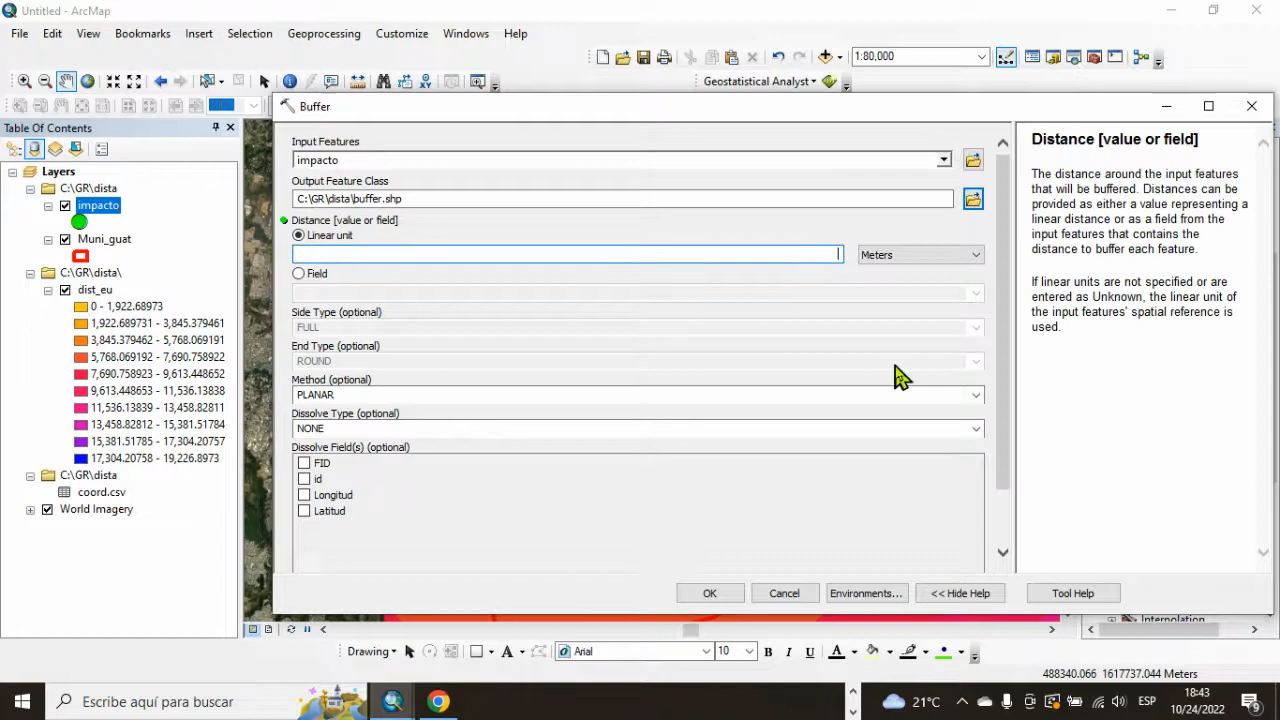 Untitled - ArcMap
File Edit View Bookmarks Insert Selection Geoprocessing Customize Windows Help
1:80,000
Geostatistical Analyst
Table Of Contents
Layers
C:\GR\dista
impacto
Muni_guat
C:\GR\dista\
dist_eu
0 - 1,922.68973
1,922.689731 - 3,845.379461
3,845.379462 - 5,768.069191
5,768.069192 - 7,690.758922
7,690.758923 - 9,613.448652
9,613.448653 - 11,536.13838
11,536.13839 - 13,458.82811
13,458.82812 - 15,381.51784
15,381.51785 - 17,304.20757
17,304.20758 - 19,226.8973
C:\GR\dista
coord.csv
World Imagery
Buffer
Input Features
impacto
Output Feature Class
C:\GR\dista\buffer.shp
Distance [value or field]
Linear unit
Meters
Field
Side Type (optional)
FULL
End Type (optional)
ROUND
Method (optional)
PLANAR
Dissolve Type (optional)
NONE
Dissolve Field(s) (optional)
FID
id
Longitud
Latitud
OK Cancel Environments... << Hide Help Tool Help
Distance [value or field]
The distance around the input features
that will be buffered. Distances can be
provided as either a value representing a
linear distance or as a field from the
input features that contains the
distance to buffer each feature.
If linear units are not specified or are
entered as Unknown, the linear unit of
the input features' spatial reference is
used.
Interpolation
Drawing A Arial 10 B I U A
488340.066 1617737.044 Meters
Escribe aquí para buscar
21°C
ESP
18:43
10/24/2022
9